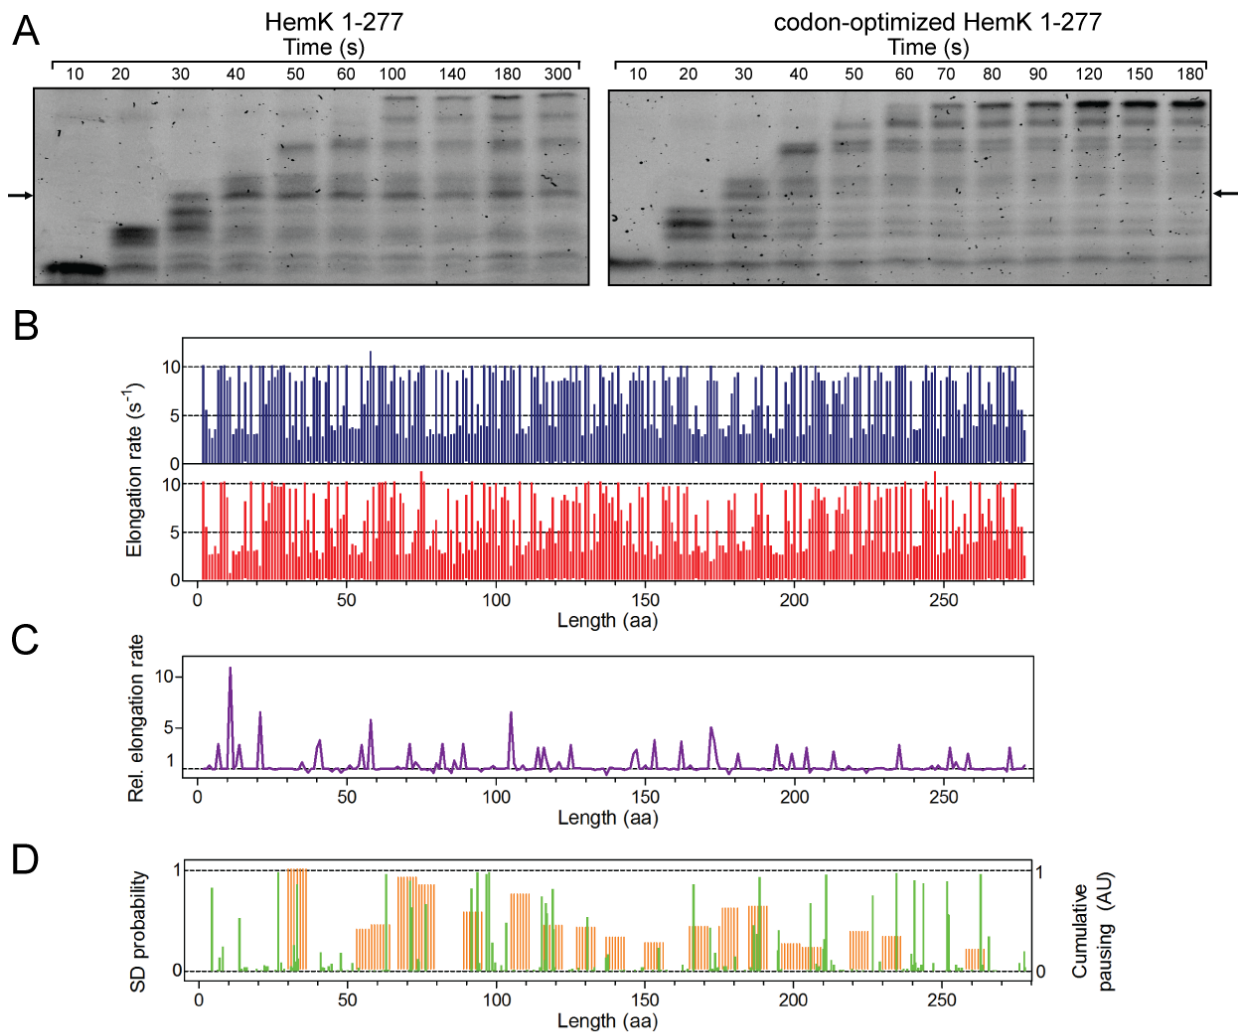 A
HemK 1-277
Time (s)
10 20 30 40 50 60 100 140 180 300
codon-optimized HemK 1-277
Time (s)
10 20 30 40 50 60 70 80 90 120 150 180
B
Elongation rate (s⁻¹)
10
5
0
10
5
0
0 50 100 150 200 250
Length (aa)
C
Rel. elongation rate
10
5
1
0 50 100 150 200 250
Length (aa)
D
SD probability
1
0
1
0
Cumulative
pausing (AU)
0 50 100 150 200 250
Length (aa)